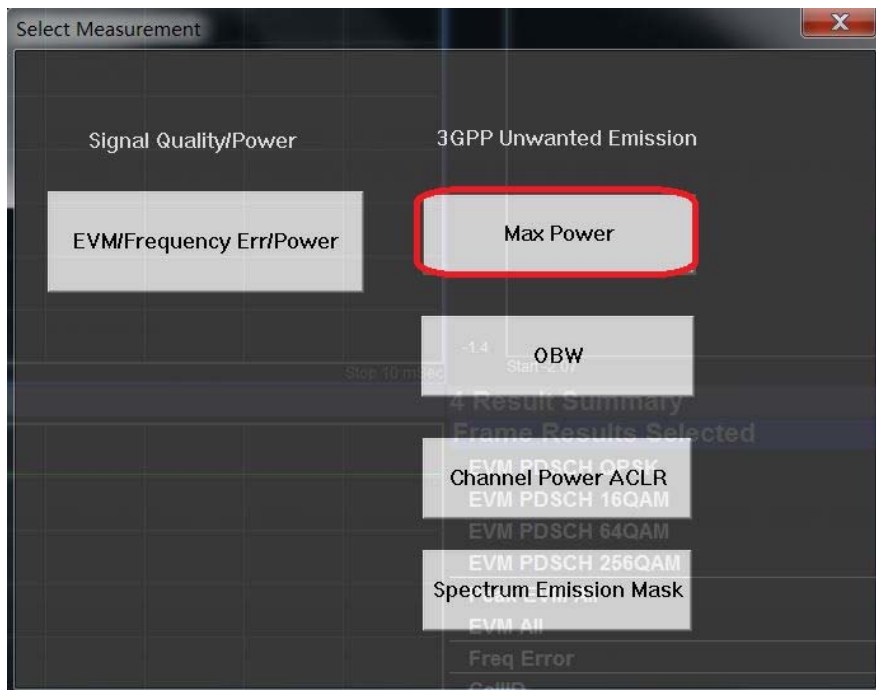 Select Measurement
X
Signal Quality/Power
3GPP Unwanted Emission
EVM/Frequency Err/Power
Max Power
-1.4
OBW
Start -2.07
Stop 10 mSec
4 Result Summary
Frame Results Selected
EVM PDSCH QPSK
Channel Power ACLR
EVM PDSCH 16QAM
EVM PDSCH 64QAM
EVM PDSCH 256QAM
Spectrum Emission Mask
EVM All
Freq Error
CellID